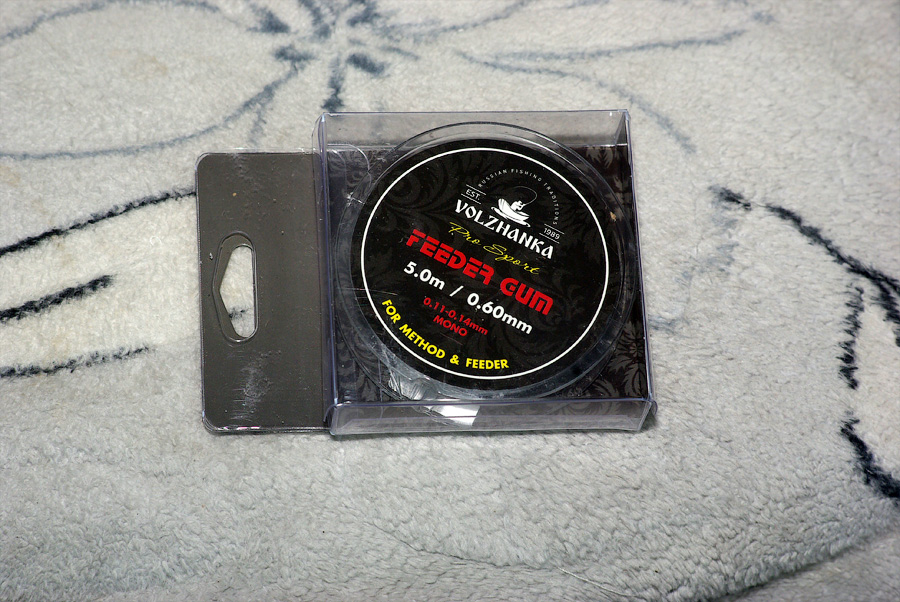 RUSSIAN FISHING TRADITIONS
EST. 1989
VOLZHANKA
Pro Sport
FEEDER GUM
5.0m / 0.60mm
0.11-0.14mm
MONO
FOR METHOD & FEEDER